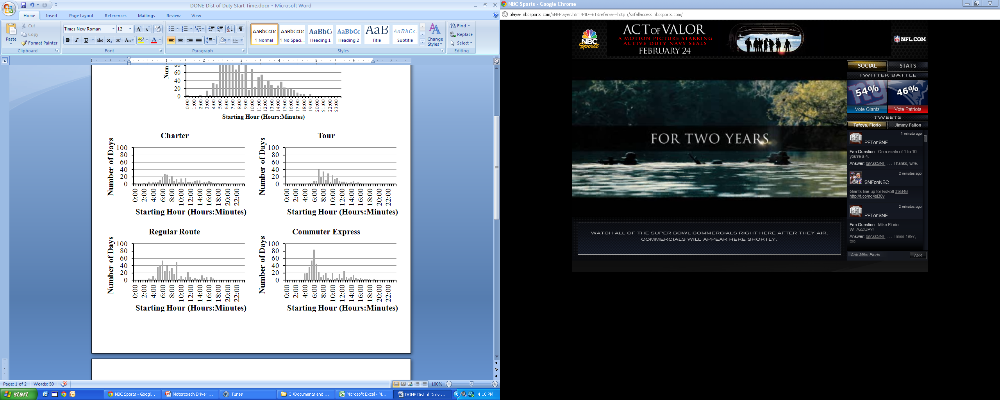 DONE Dist of Duty Start Time.docx - Microsoft Word
Home Insert Page Layout References Mailings Review View
Paste
Cut
Copy
Format Painter
Clipboard
Times New Roman 12
Font
Paragraph
AaBbCcDc AaBbCcDc AaBbCc AaBbCc AaB AaBbCc.
¶ Normal ¶ No Spaci... Heading 1 Heading 2 Title Subtitle
Change
Styles
Styles
Find
Replace
Select
Editing
1 1 2 3 4 5 6 7
Num
80
60
40
20
0
0:00 1:00 2:00 3:00 4:00 5:00 6:00 7:00 8:00 9:00 10:00 11:00 12:00 13:00 14:00 15:00 16:00 17:00 18:00 19:00 20:00 21:00 22:00 23:00
Starting Hour (Hours:Minutes)
Charter
Number of Days
100
80
60
40
20
0
0:00 2:00 4:00 6:00 8:00 10:00 12:00 14:00 16:00 18:00 20:00 22:00
Starting Hour (Hours:Minutes)
Tour
Number of Days
100
80
60
40
20
0
0:00 2:00 4:00 6:00 8:00 10:00 12:00 14:00 16:00 18:00 20:00 22:00
Starting Hour (Hours:Minutes)
Regular Route
Number of Days
100
80
60
40
20
0
0:00 2:00 4:00 6:00 8:00 10:00 12:00 14:00 16:00 18:00 20:00 22:00
Starting Hour (Hours:Minutes)
Commuter Express
Number of Days
100
80
60
40
20
0
0:00 2:00 4:00 6:00 8:00 10:00 12:00 14:00 16:00 18:00 20:00 22:00
Starting Hour (Hours:Minutes)
Page: 1 of 2 Words: 50 100%
start NBC Sports - Googl... Motorcoach Driver ... iTunes C:\Documents and ... Microsoft Excel - M... DONE Dist of Duty ... 4:10 PM
NBC Sports - Google Chrome
player.nbcsports.com/SNFPlayer.html?PID=61&referrer=http://snfallaccess.nbcsports.com/
NBC
Sports
ACT OF VALOR
A MOTION PICTURE STARRING
ACTIVE DUTY NAVY SEALS
FEBRUARY 24
NFL.COM
FOR TWO YEARS
WATCH ALL OF THE SUPER BOWL COMMERCIALS RIGHT HERE AFTER THEY AIR.
COMMERCIALS WILL APPEAR HERE SHORTLY.
SOCIAL STATS
TWITTER BATTLE
54% 46%
Vote Giants Vote Patriots
TWEETS
Tafoya, Florio Jimmy Fallon
1 minute ago
PFT PFTonSNF
Fan Question: On a scale of 1 to 10
you're a 4.
Answer: @AskSNF . . . Thanks, wife.
2 minutes ago
SNFonNBC
Giants line up for kickoff #SB46
http://t.co/nd4sl38y
2 minutes ago
PFT PFTonSNF
Fan Question: Mike Florio,
WHAZZUP?!
Answer: @AskSNF . . . I miss 1997,
too.
Ask Mike Florio ASK